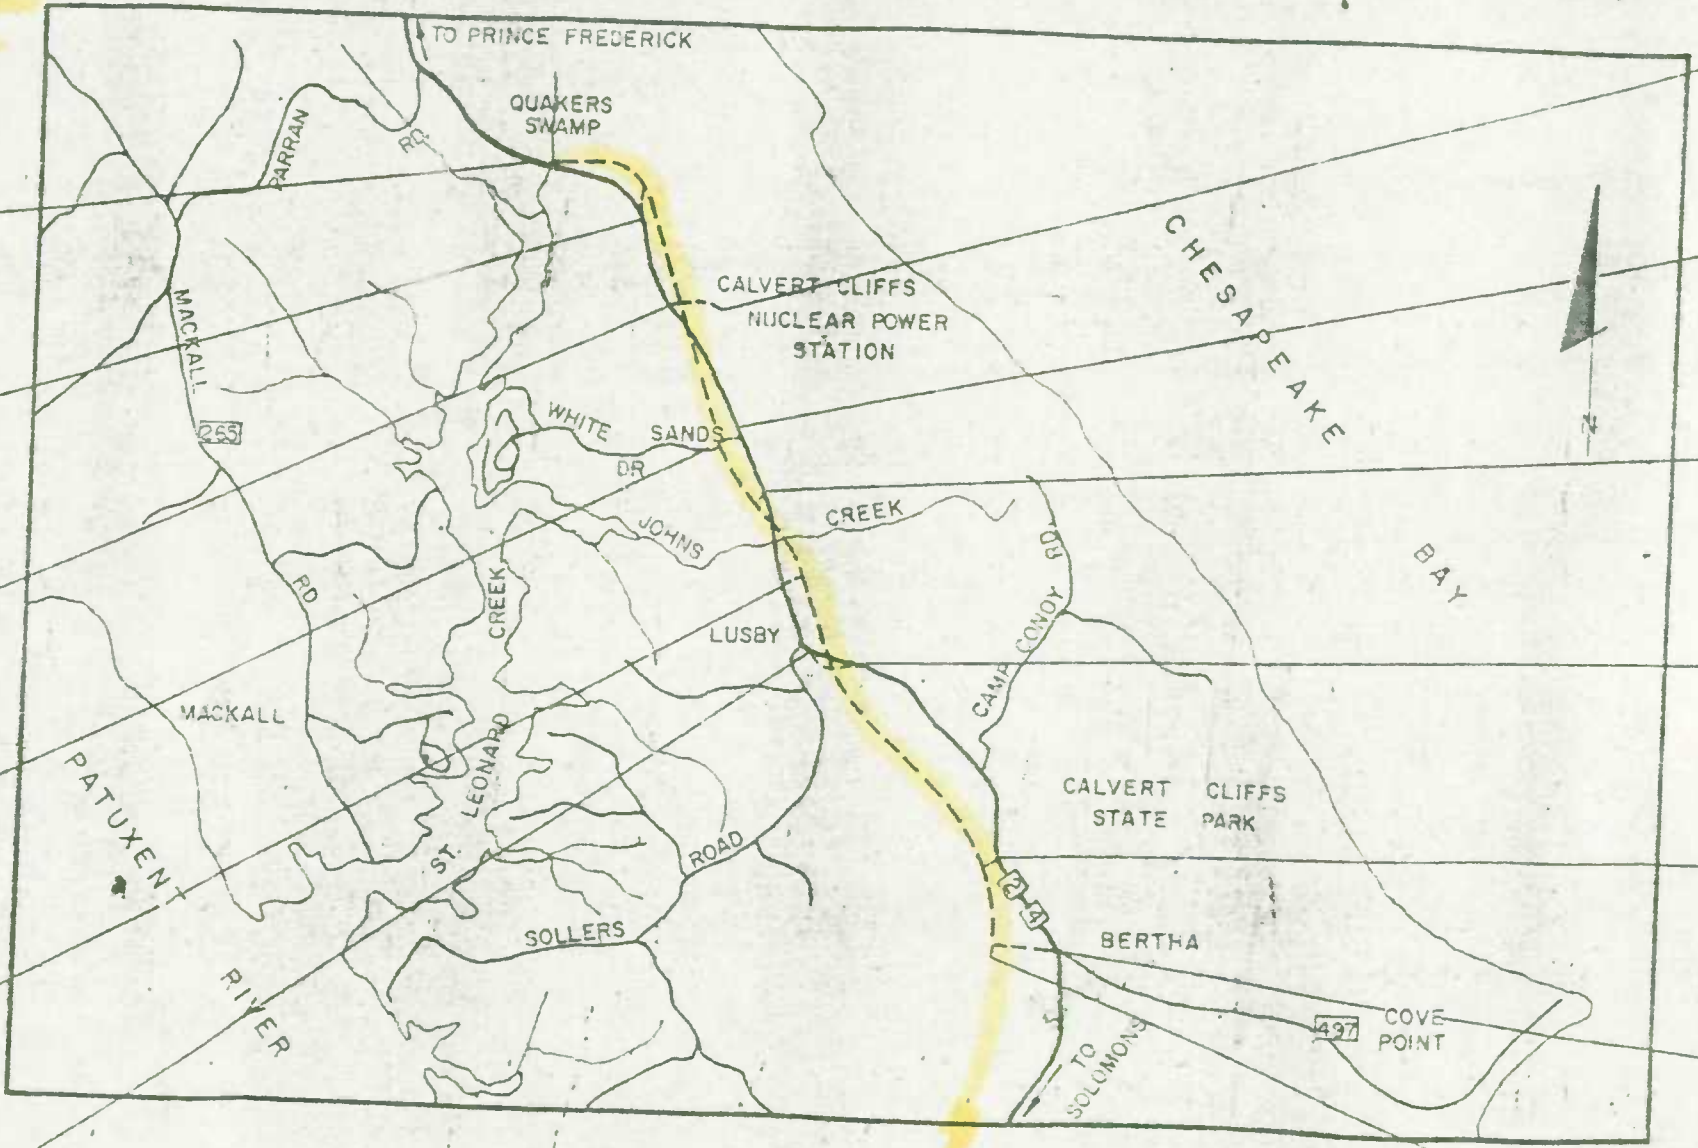 TO PRINCE FREDERICK
QUAKERS
SWAMP
PARRAN
RD.
CHESAPEAKE
BAY
CALVERT CLIFFS
NUCLEAR POWER
STATION
MACKALL
265
RD
WHITE SANDS
DR
JOHNS
CREEK
N
CAMP CONOY RD
LUSBY
ST. LEONARD CREEK
MACKALL
PATUXENT
RIVER
CALVERT CLIFFS
STATE PARK
SOLLERS ROAD
2
4
BERTHA
497
COVE
POINT
TO
SOLOMONS